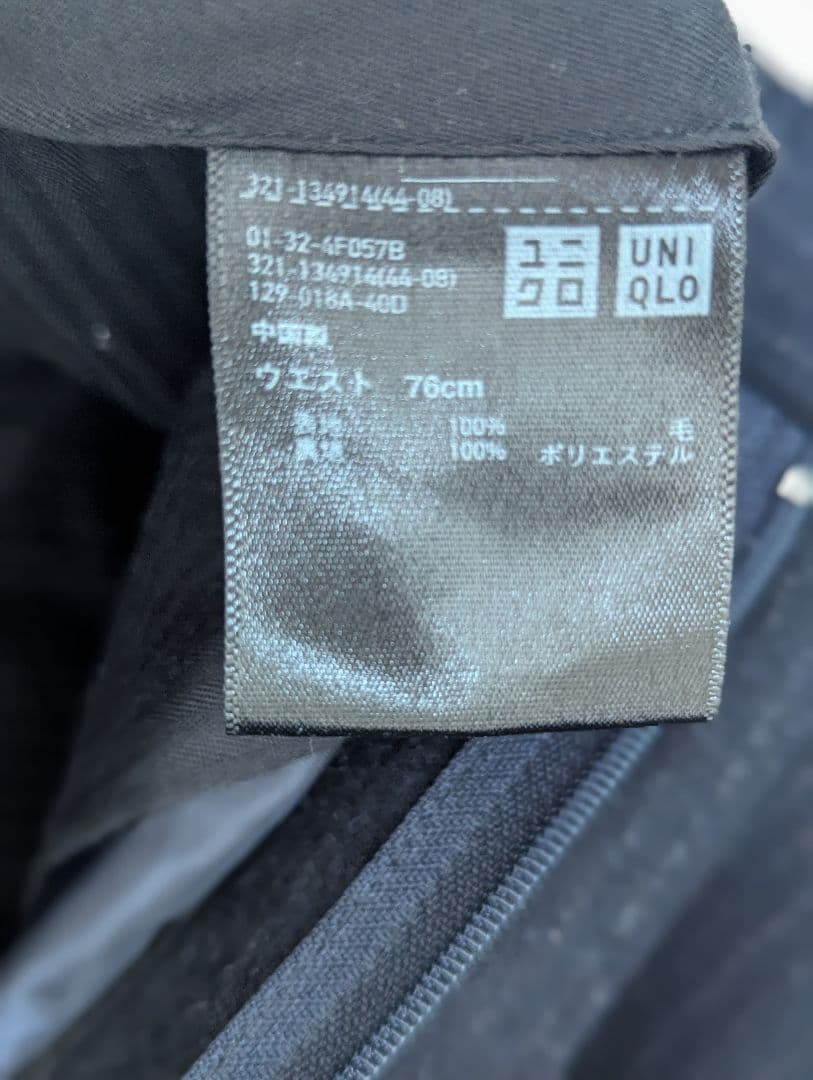 321-134914(44-08)
01-32-4F057B
321-134914(44-08)
129-018A-40D
ユニ
クロ
UNI
QLO
中国製
ウエスト 76cm
表地 100% 毛
裏地 100% ポリエステル